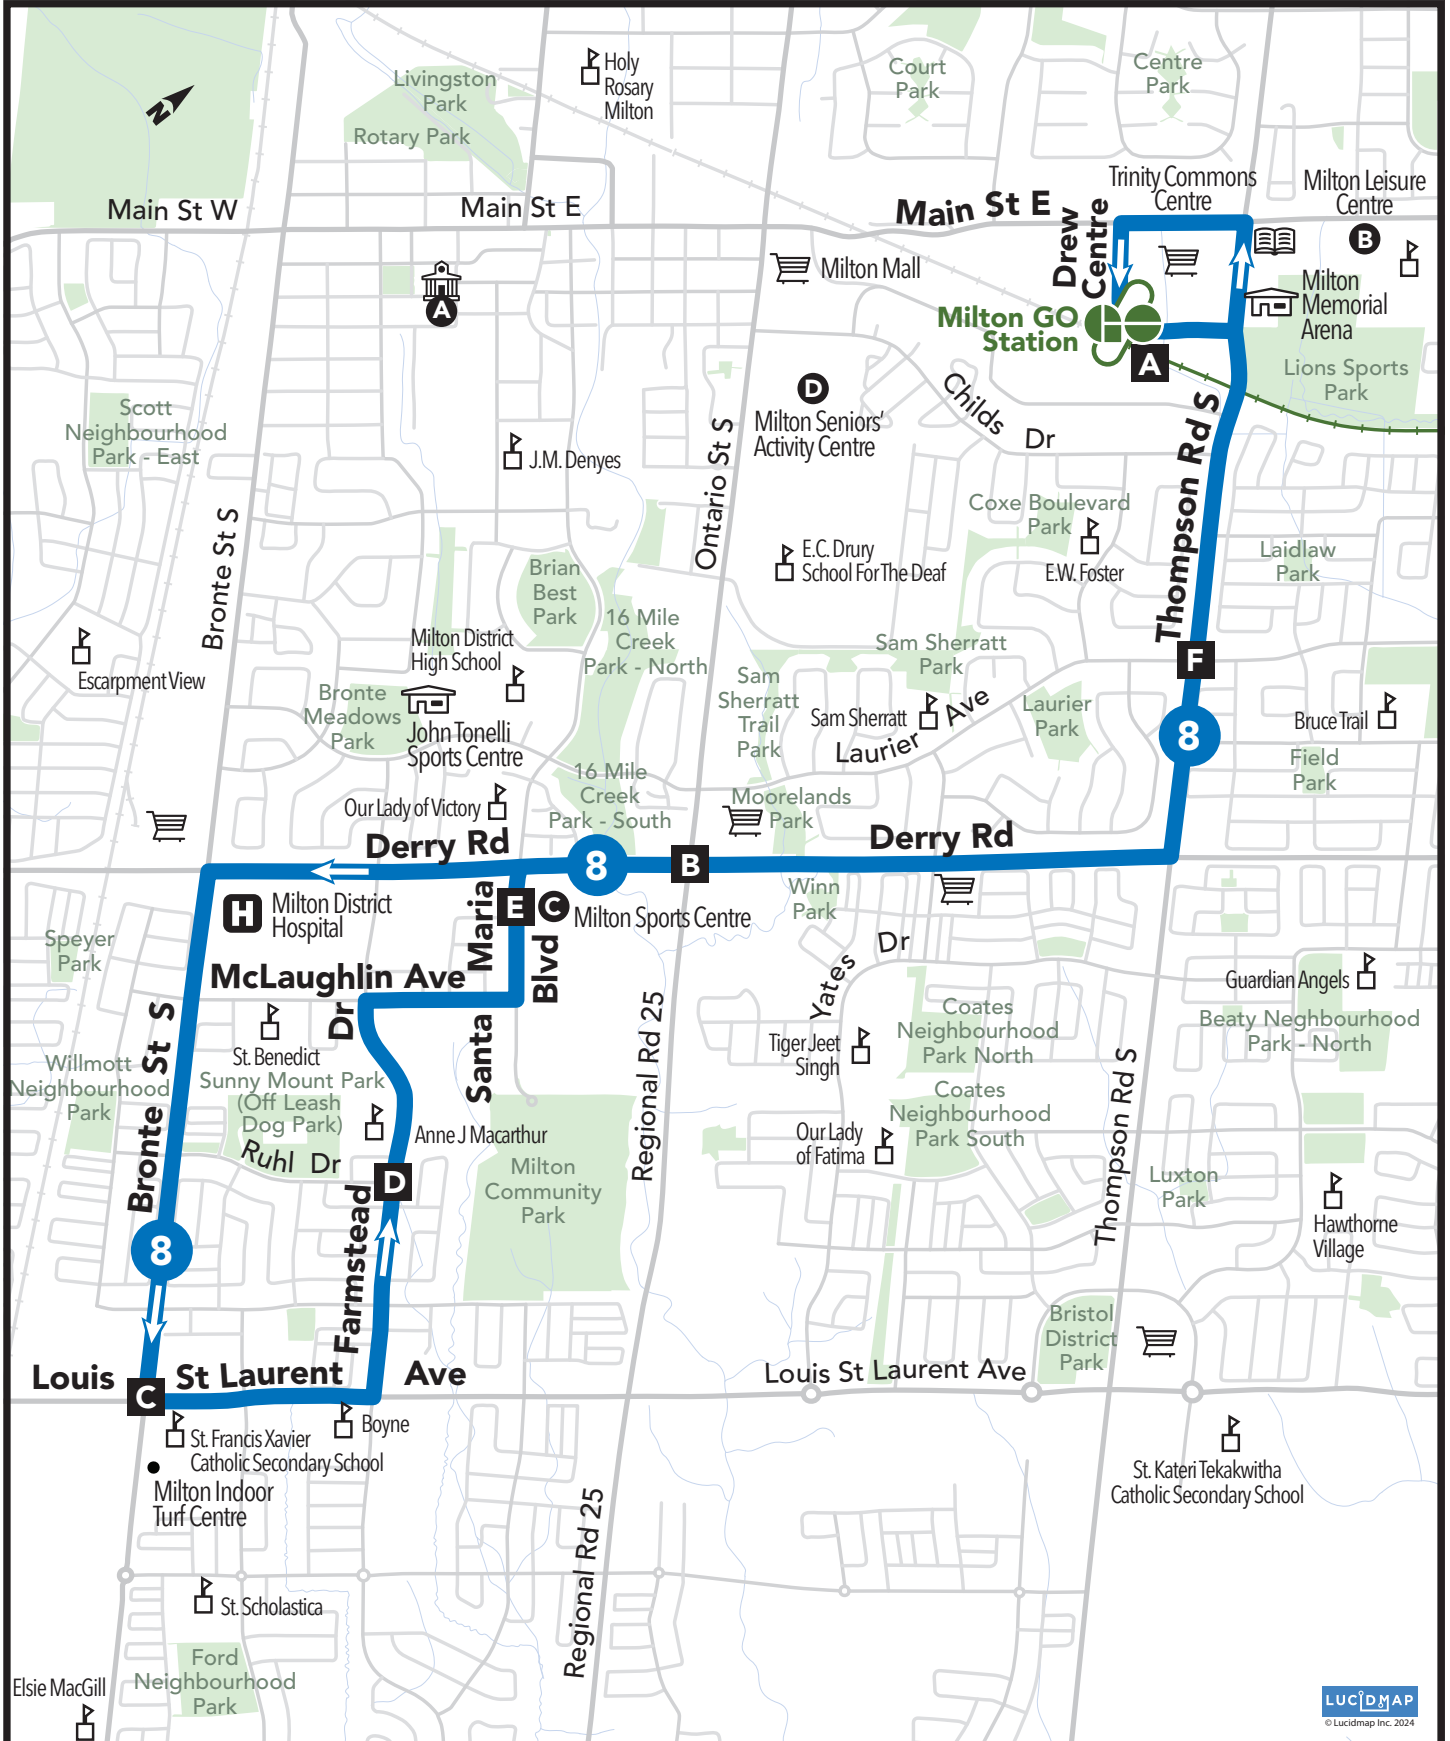 Livingston
Park
Rotary Park
Holy
Rosary
Milton
Court
Park
Centre
Park
N
Main St W
Main St E
Main St E
Drew
Centre
Trinity Commons
Centre
Milton Leisure
Centre
B
Milton Mall
Milton GO
Station
A
Milton
Memorial
Arena
Lions Sports
Park
A
Scott
Neighbourhood
Park - East
D
Milton Seniors'
Activity Centre
Childs
Dr
J.M. Denyes
Ontario St S
Thompson Rd S
Coxe Boulevard
Park
E.W. Foster
Laidlaw
Park
Bronte St S
E.C. Drury
School For The Deaf
Brian
Best
Park
16 Mile
Creek
Park - North
Milton District
High School
Escarpment View
Sam Sherratt
Park
F
Sam
Sherratt
Trail
Park
Bronte
Meadows
Park
John Tonelli
Sports Centre
Sam Sherratt
Laurier
Ave
Laurier
Park
8
Bruce Trail
Field
Park
16 Mile
Creek
Park - South
Our Lady of Victory
Moorelands
Park
Derry Rd
8
B
Derry Rd
H
Milton District
Hospital
Santa
Maria
Blvd
E
C
Milton Sports Centre
Winn
Park
Speyer
Park
McLaughlin Ave
Yates
Dr
Guardian Angels
Beaty Neghbourhood
Park - North
St. Benedict
Willmott
Neighbourhood
Park
Bronte St S
Sunny Mount Park
(Off Leash
Dog Park)
Regional Rd 25
Tiger Jeet
Singh
Coates
Neighbourhood
Park North
Coates
Neighbourhood
Park South
Thompson Rd S
Anne J Macarthur
Our Lady
of Fatima
Ruhl Dr
D
Farmstead
Dr
Milton
Community
Park
Luxton
Park
Hawthorne
Village
8
Bristol
District
Park
Louis
C
St Laurent
Ave
Louis St Laurent Ave
Boyne
St. Francis Xavier
Catholic Secondary School
Milton Indoor
Turf Centre
St. Kateri Tekakwitha
Catholic Secondary School
Regional Rd 25
St. Scholastica
Ford
Neighbourhood
Park
Elsie MacGill
LUCIDMAP
© Lucidmap Inc. 2024